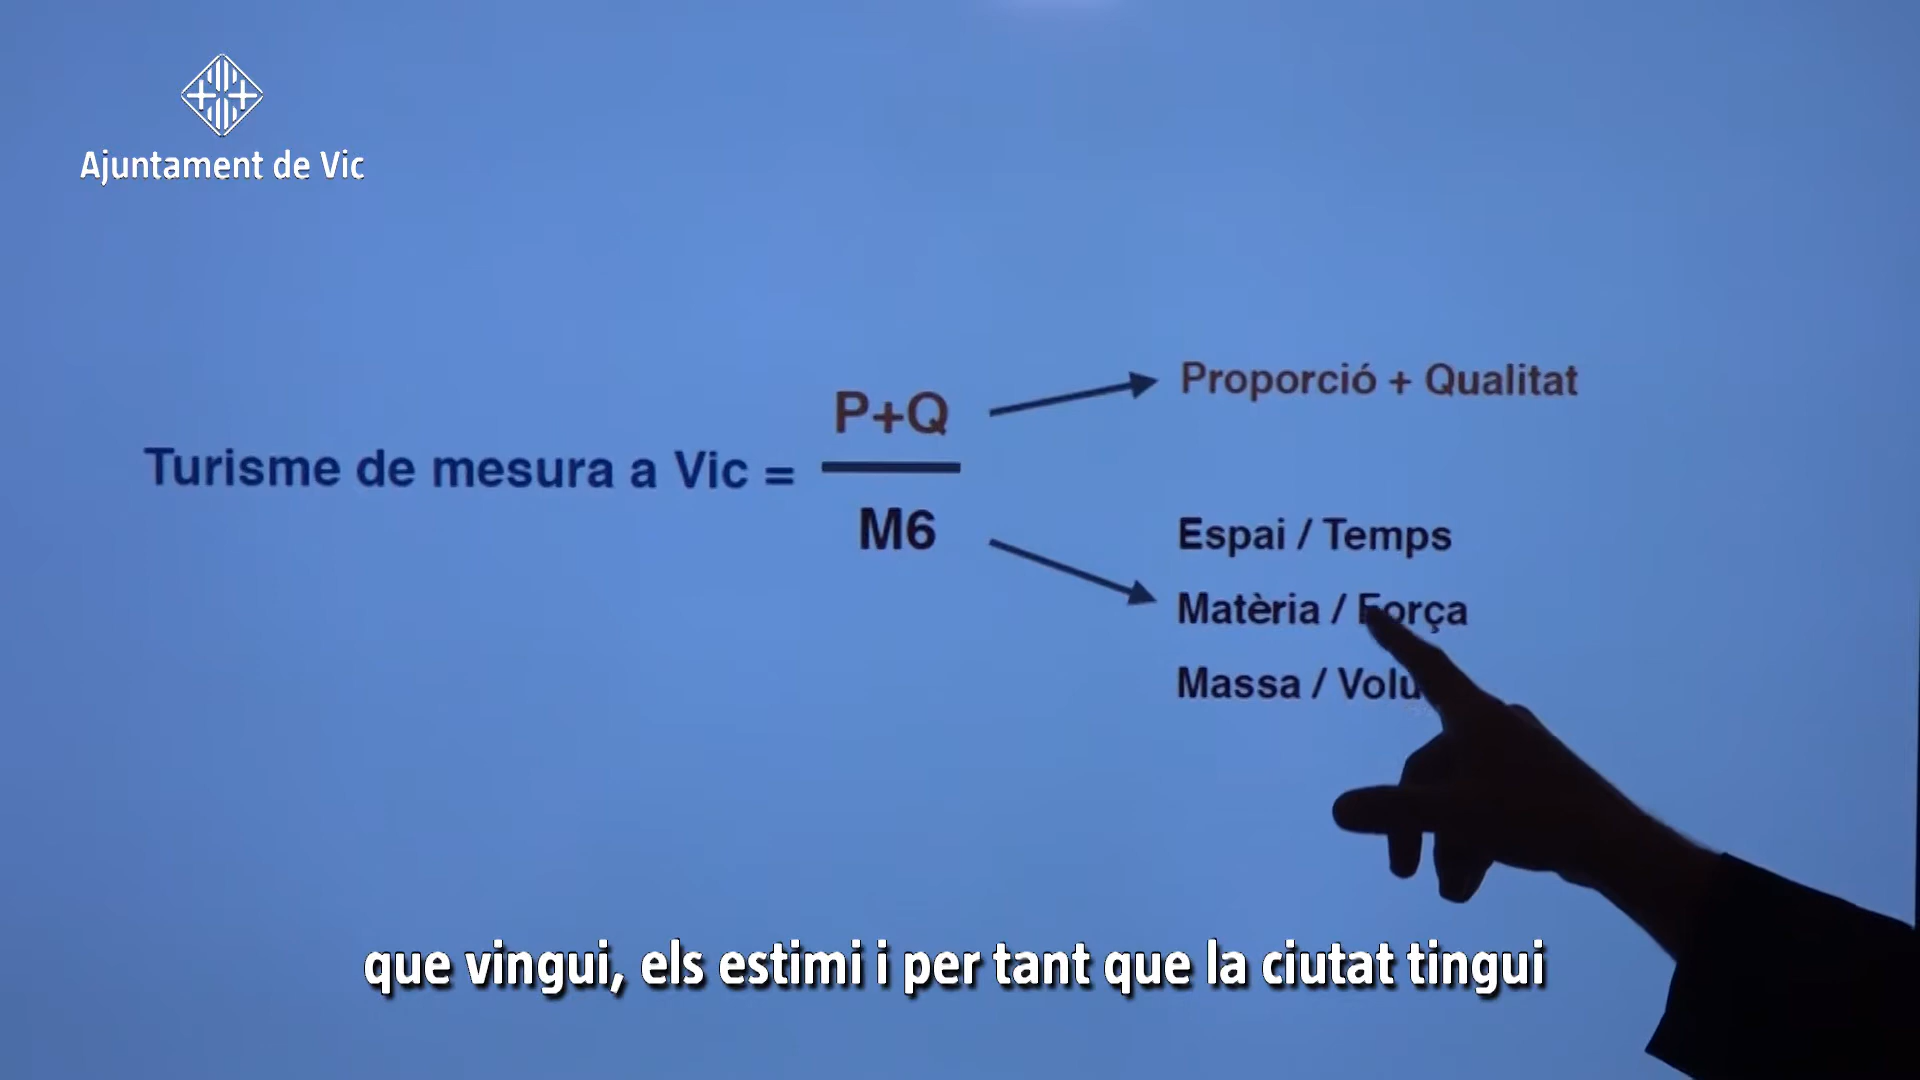 Ajuntament de Vic
Turisme de mesura a Vic =
P+Q
M6
Proporció + Qualitat
Espai / Temps
Matèria / Força
Massa /
que vingui, els estimi i per tant que la ciutat tingui